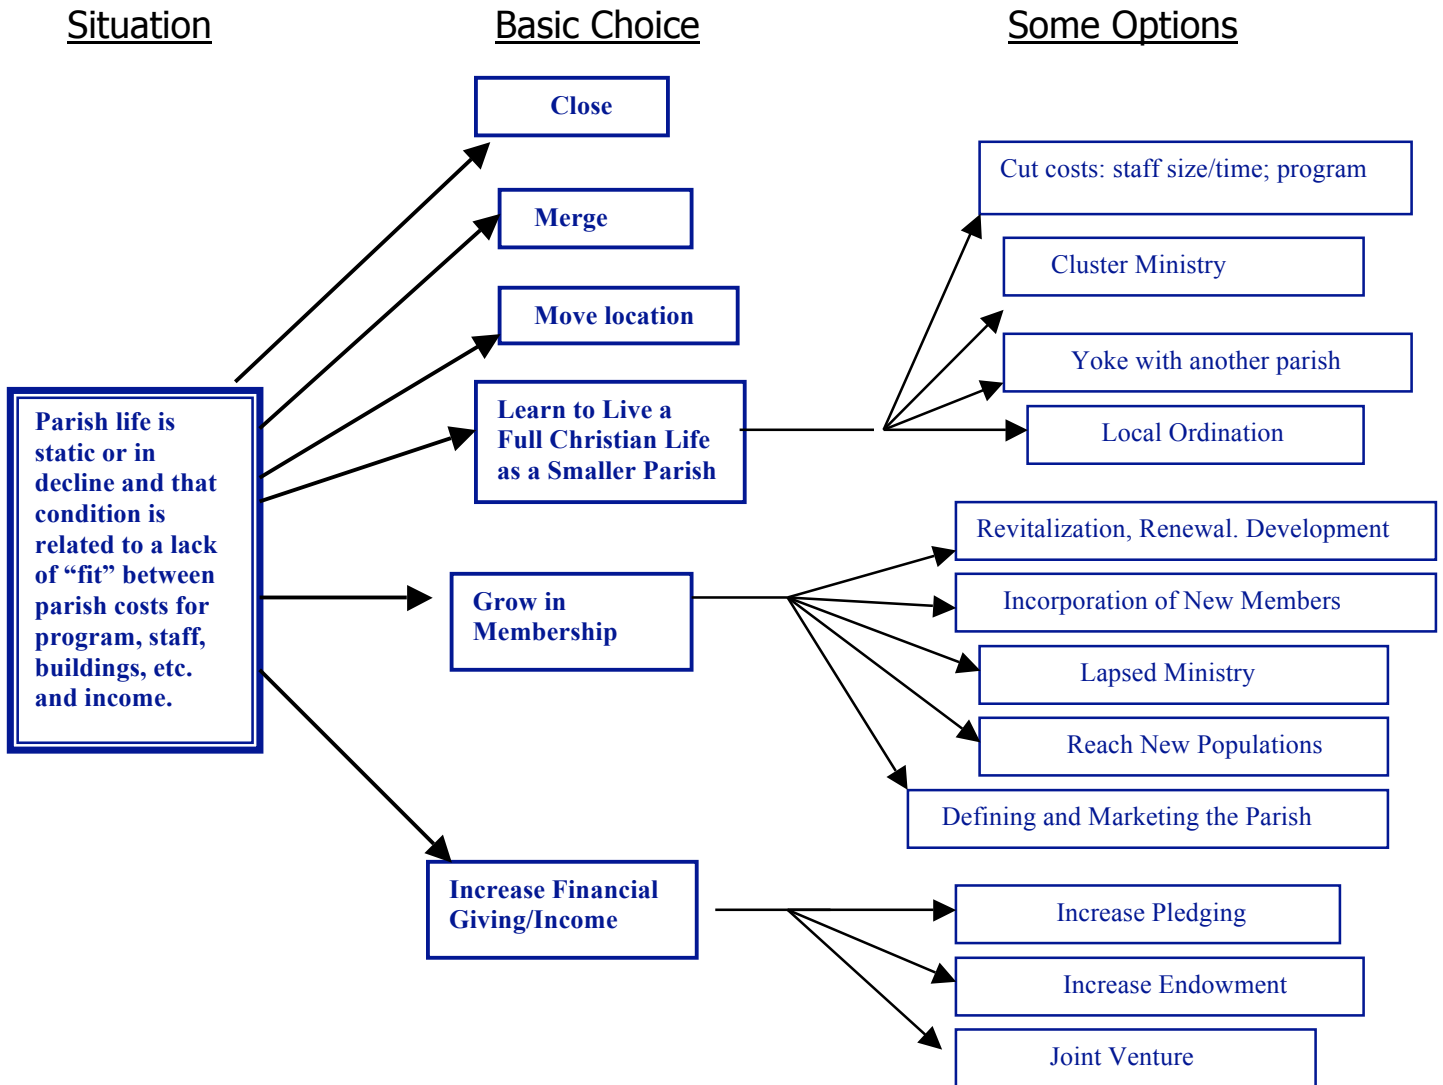 Situation
Basic Choice
Some Options
Close
Merge
Move location
Learn to Live a
Full Christian Life
as a Smaller Parish
Grow in
Membership
Increase Financial
Giving/Income
Parish life is
static or in
decline and that
condition is
related to a lack
of “fit” between
parish costs for
program, staff,
buildings, etc.
and income.
Cut costs: staff size/time; program
Cluster Ministry
Yoke with another parish
Local Ordination
Revitalization, Renewal. Development
Incorporation of New Members
Lapsed Ministry
Reach New Populations
Defining and Marketing the Parish
Increase Pledging
Increase Endowment
Joint Venture